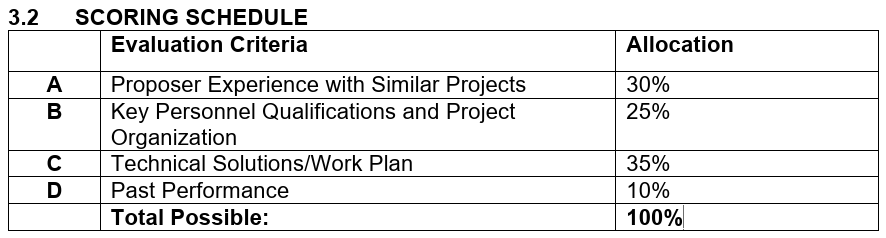 3.2 SCORING SCHEDULE
Evaluation Criteria Allocation
A Proposer Experience with Similar Projects 30%
B Key Personnel Qualifications and Project 25%
Organization
C Technical Solutions/Work Plan 35%
D Past Performance 10%
Total Possible: 100%